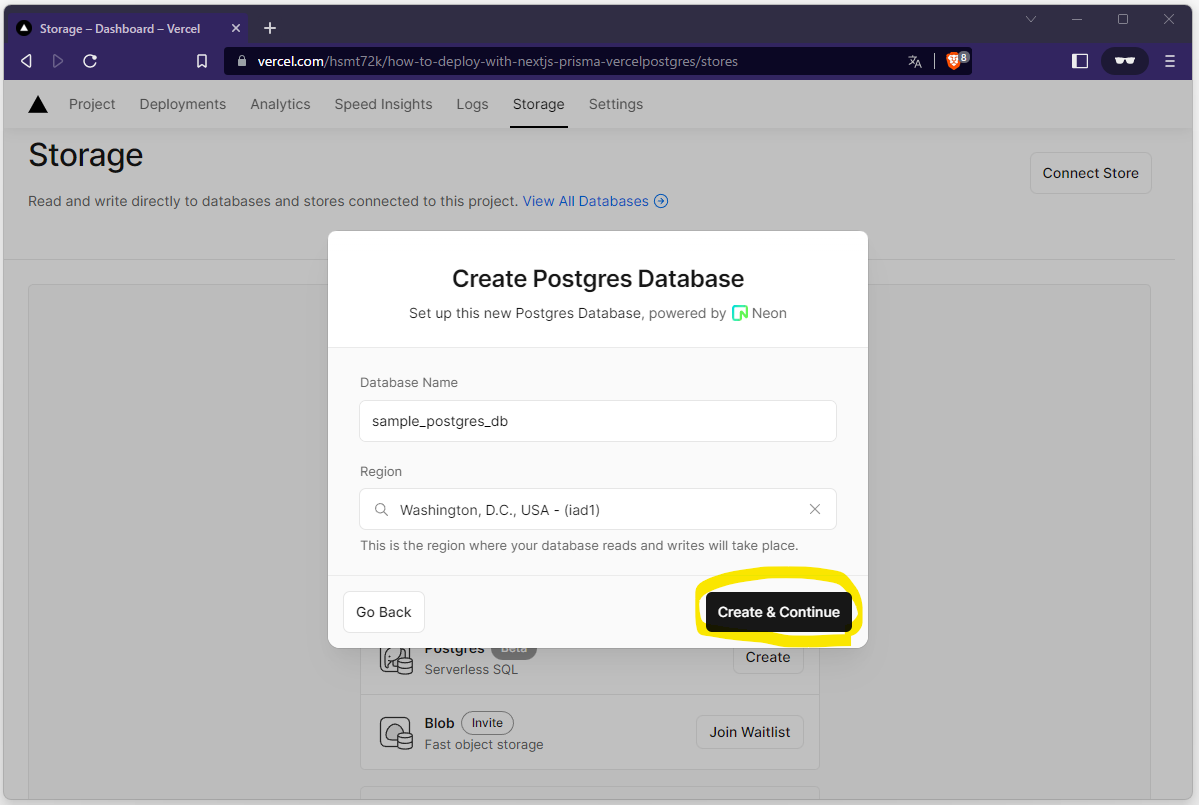 Storage – Dashboard – Vercel
vercel.com/hsmt72k/how-to-deploy-with-nextjs-prisma-vercelpostgres/stores
8
Project Deployments Analytics Speed Insights Logs Storage Settings
Storage
Connect Store
Read and write directly to databases and stores connected to this project. View All Databases
Create Postgres Database
Set up this new Postgres Database, powered by Neon
Database Name
sample_postgres_db
Region
Washington, D.C., USA - (iad1)
This is the region where your database reads and writes will take place.
Go Back Create & Continue
Postgres Beta
Serverless SQL
Create
Blob Invite
Fast object storage
Join Waitlist